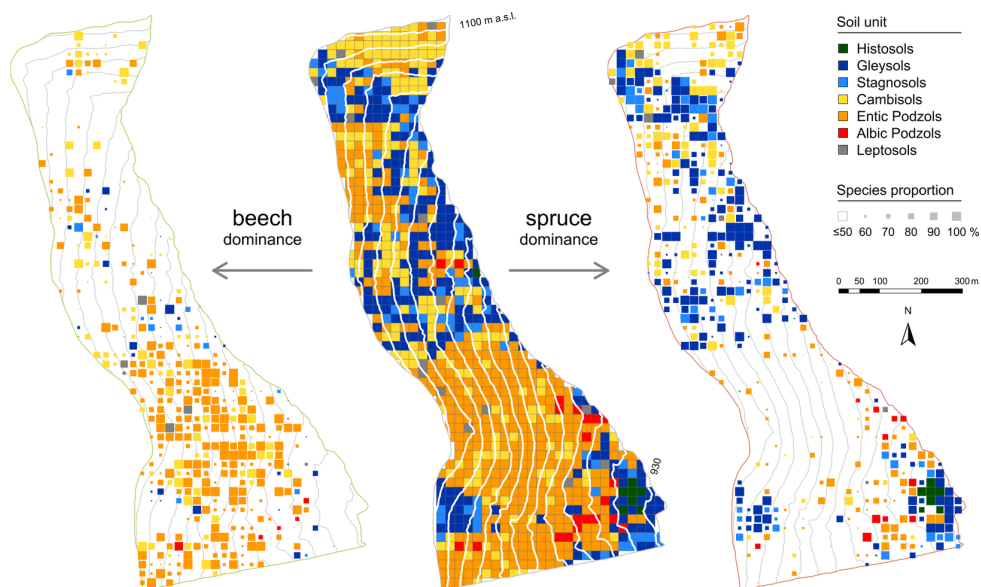 1100 m a.s.l.
beech
dominance
spruce
dominance
930
Soil unit
Histosols
Gleysols
Stagnosols
Cambisols
Entic Podzols
Albic Podzols
Leptosols
Species proportion
≤50 60 70 80 90 100 %
0 50 100 200 300 m
N